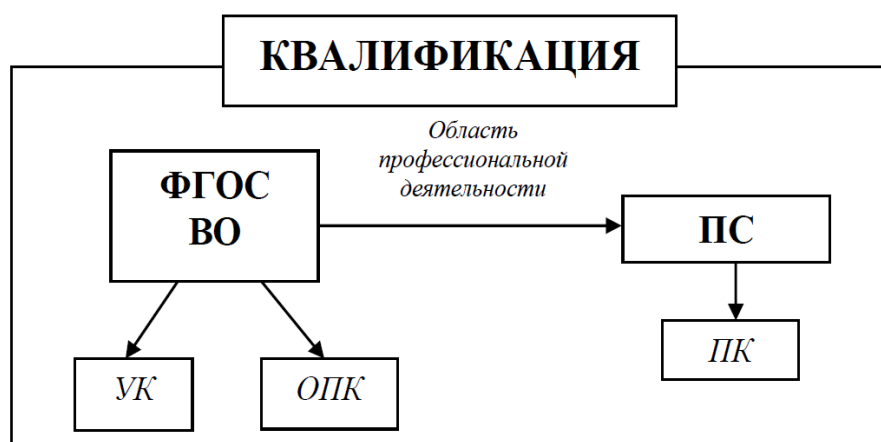 КВАЛИФИКАЦИЯ
Область
профессиональной
деятельности
ФГОС
ВО
ПС
УК
ОПК
ПК